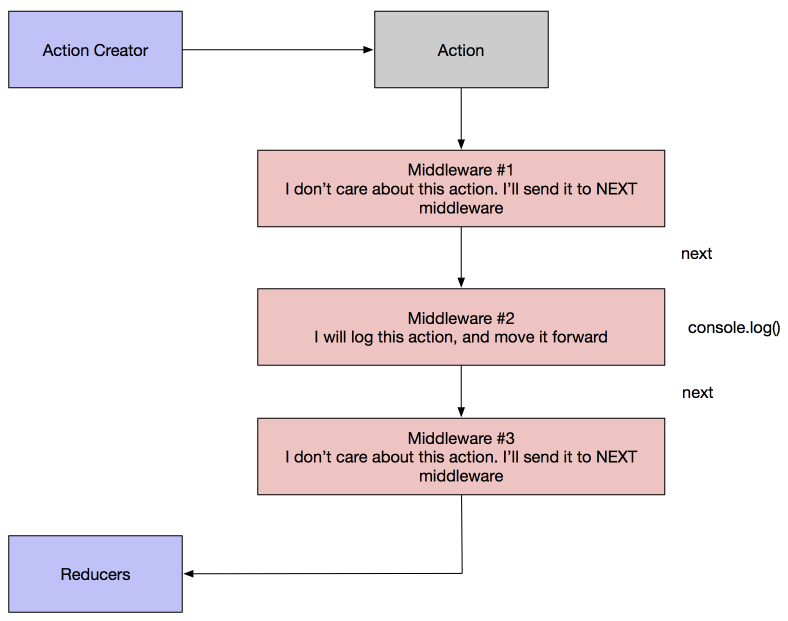 Action Creator
Action
Middleware #1
I don’t care about this action. I’ll send it to NEXT
middleware
next
Middleware #2
I will log this action, and move it forward
console.log()
next
Middleware #3
I don’t care about this action. I’ll send it to NEXT
middleware
Reducers